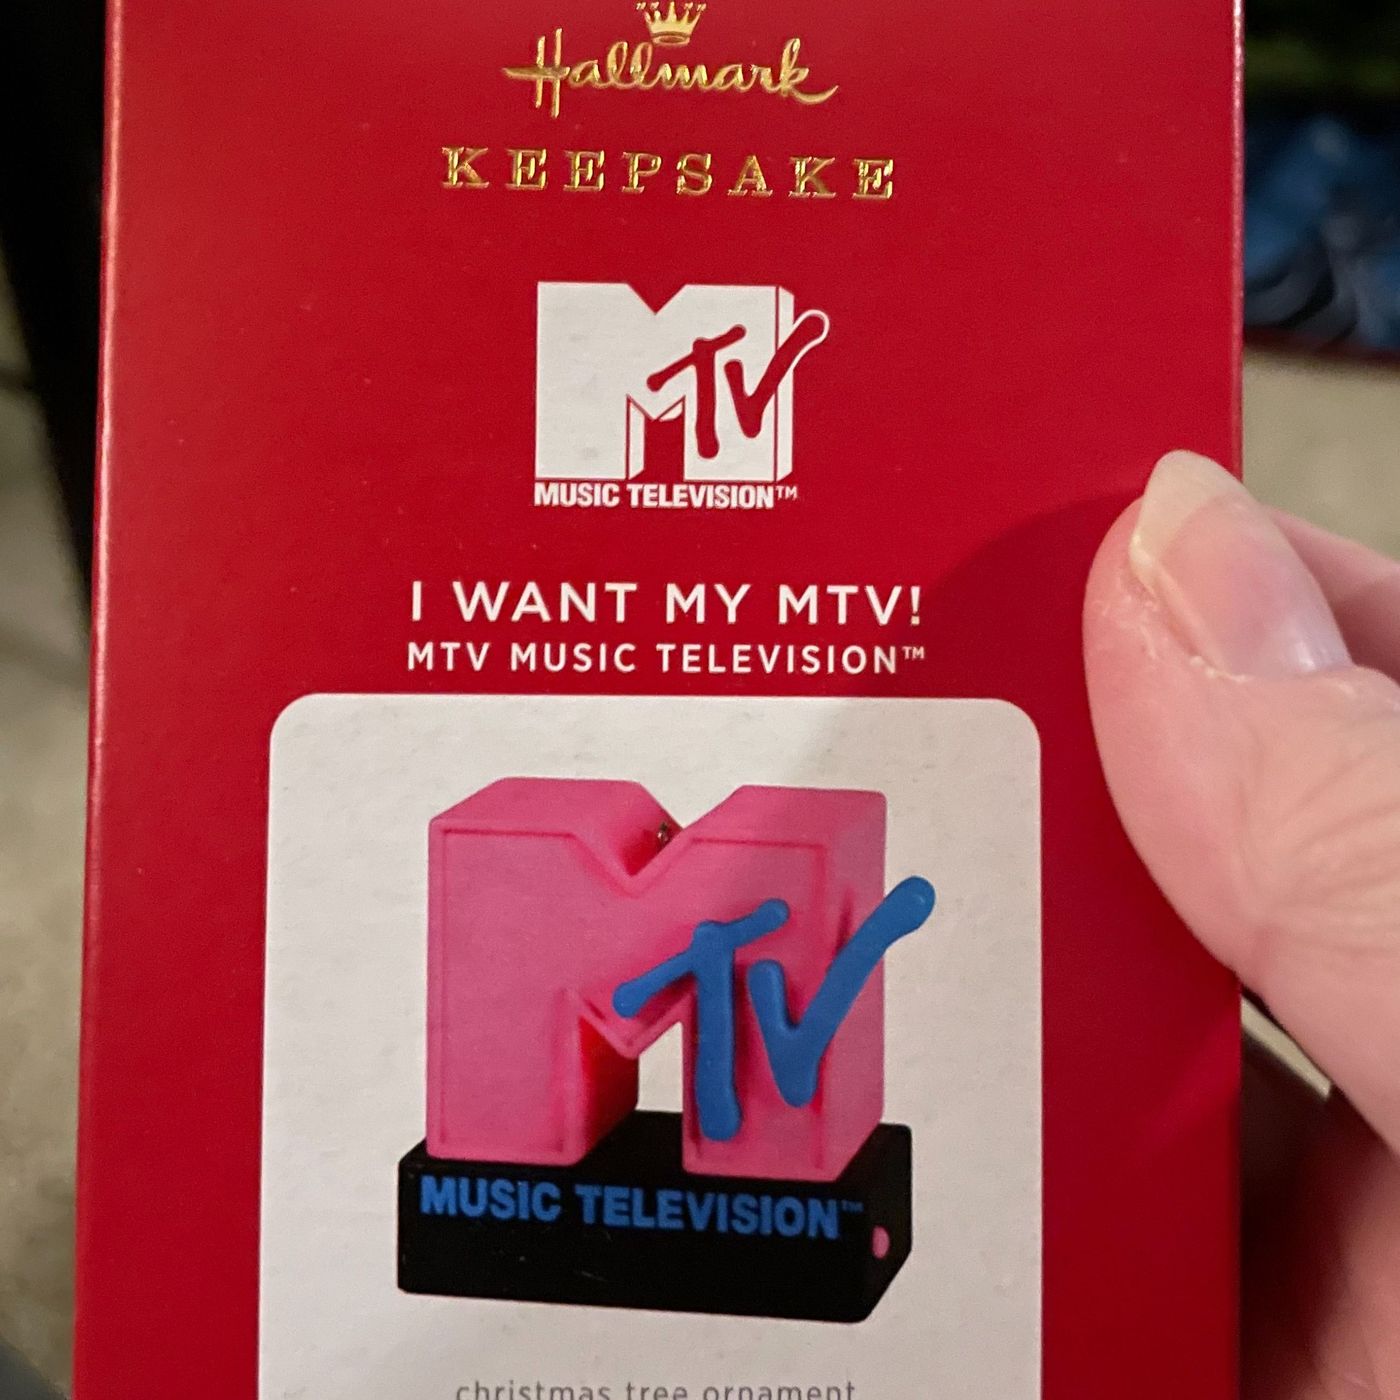 Hallmark
KEEPSAKE
MTV
MUSIC TELEVISION™
I WANT MY MTV!
MTV MUSIC TELEVISION™
MTV
MUSIC TELEVISION™
christmas tree ornament